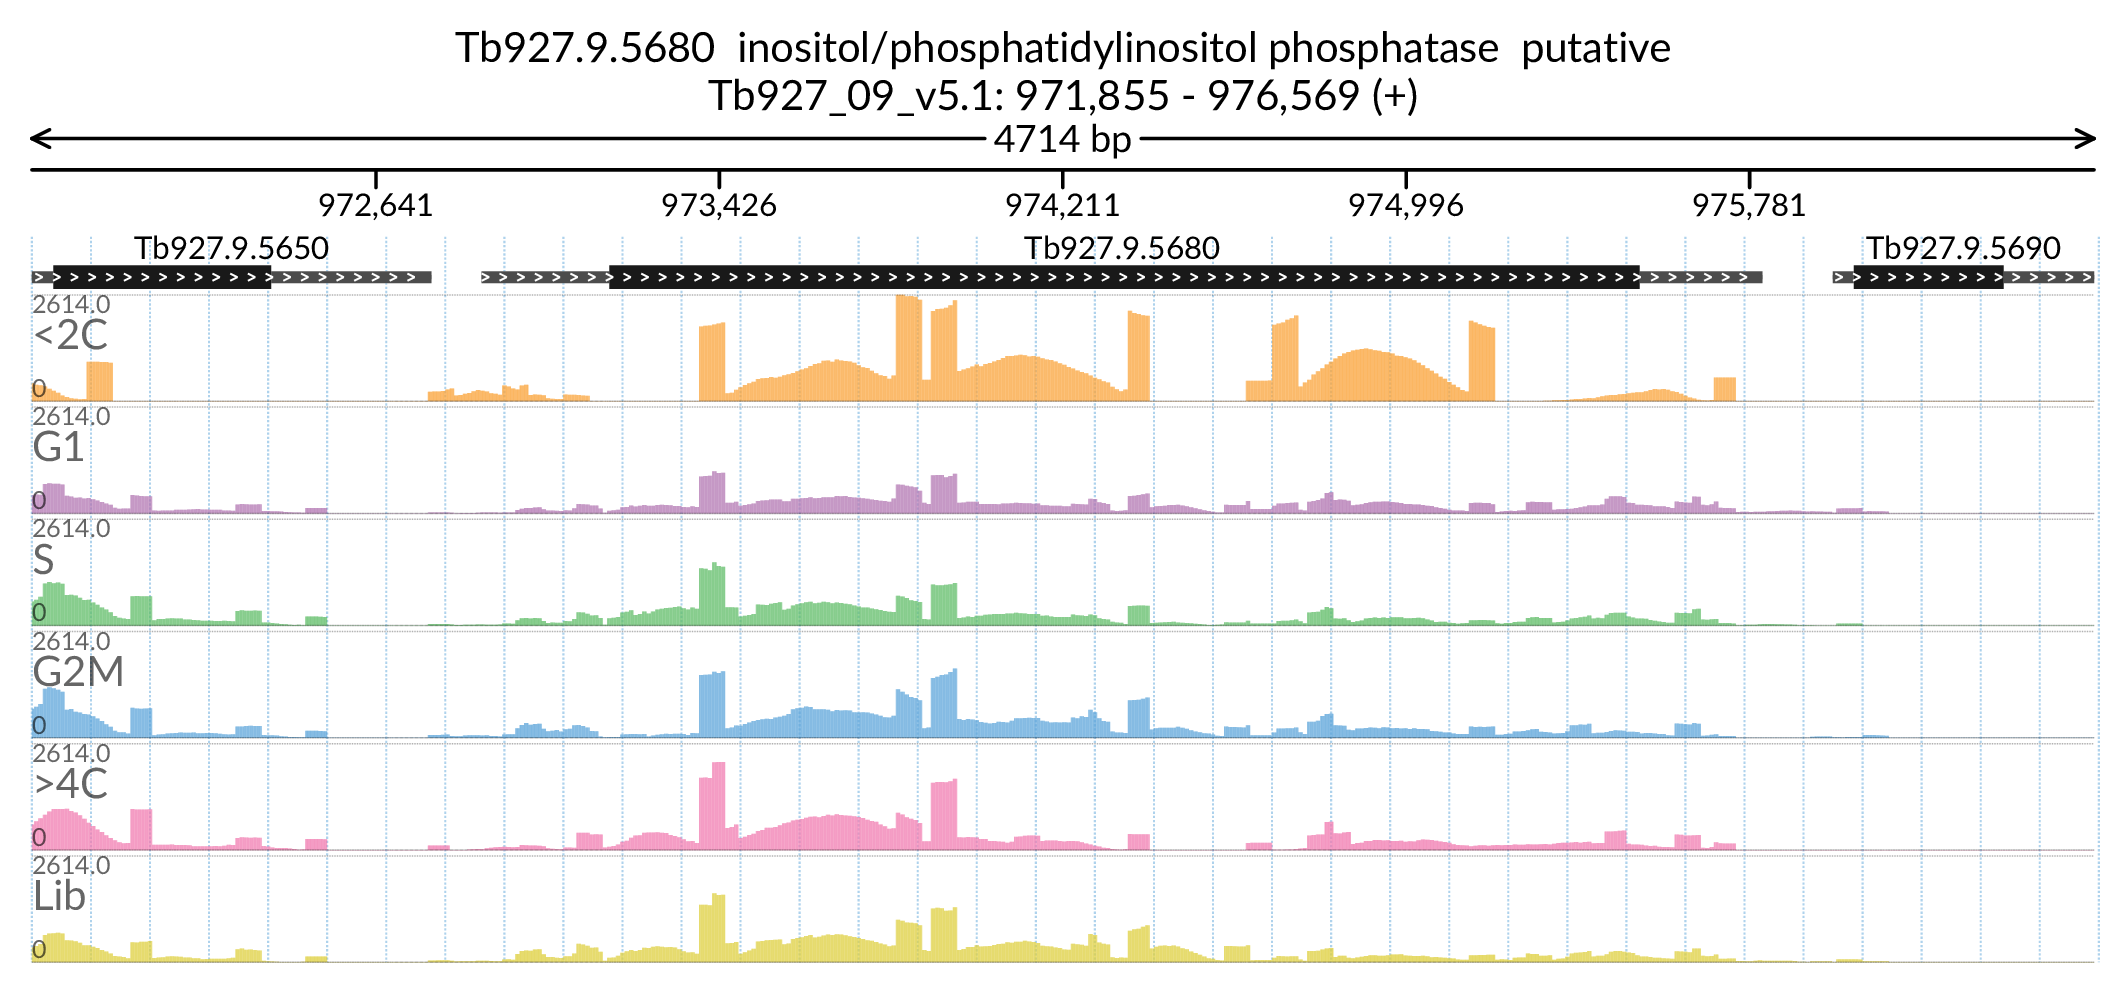 Tb927.9.5680 inositol/phosphatidylinositol phosphatase putative
Tb927_09_v5.1: 971,855 - 976,569 (+)
4714 bp
972,641 973,426 974,211 974,996 975,781
Tb927.9.5650 Tb927.9.5680 Tb927.9.5690
2614.0
<2C
0
2614.0
G1
0
2614.0
S
0
2614.0
G2M
0
2614.0
>4C
0
2614.0
Lib
0